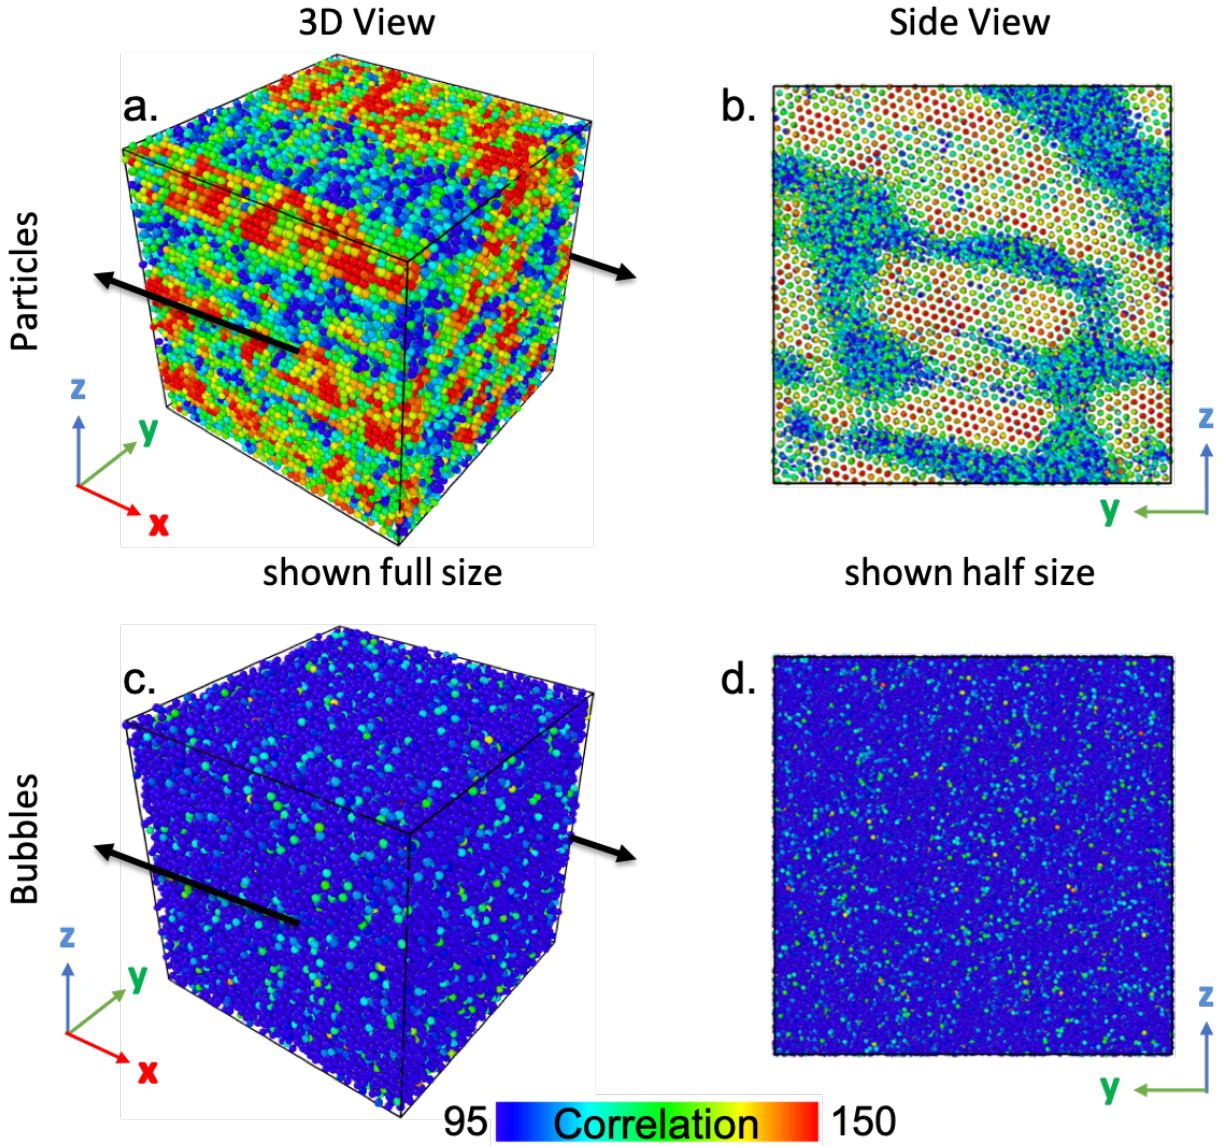 3D View
Side View
a.
b.
Particles
z
y
x
z
y
shown full size
shown half size
c.
d.
Bubbles
z
y
x
z
y
95
Correlation
150